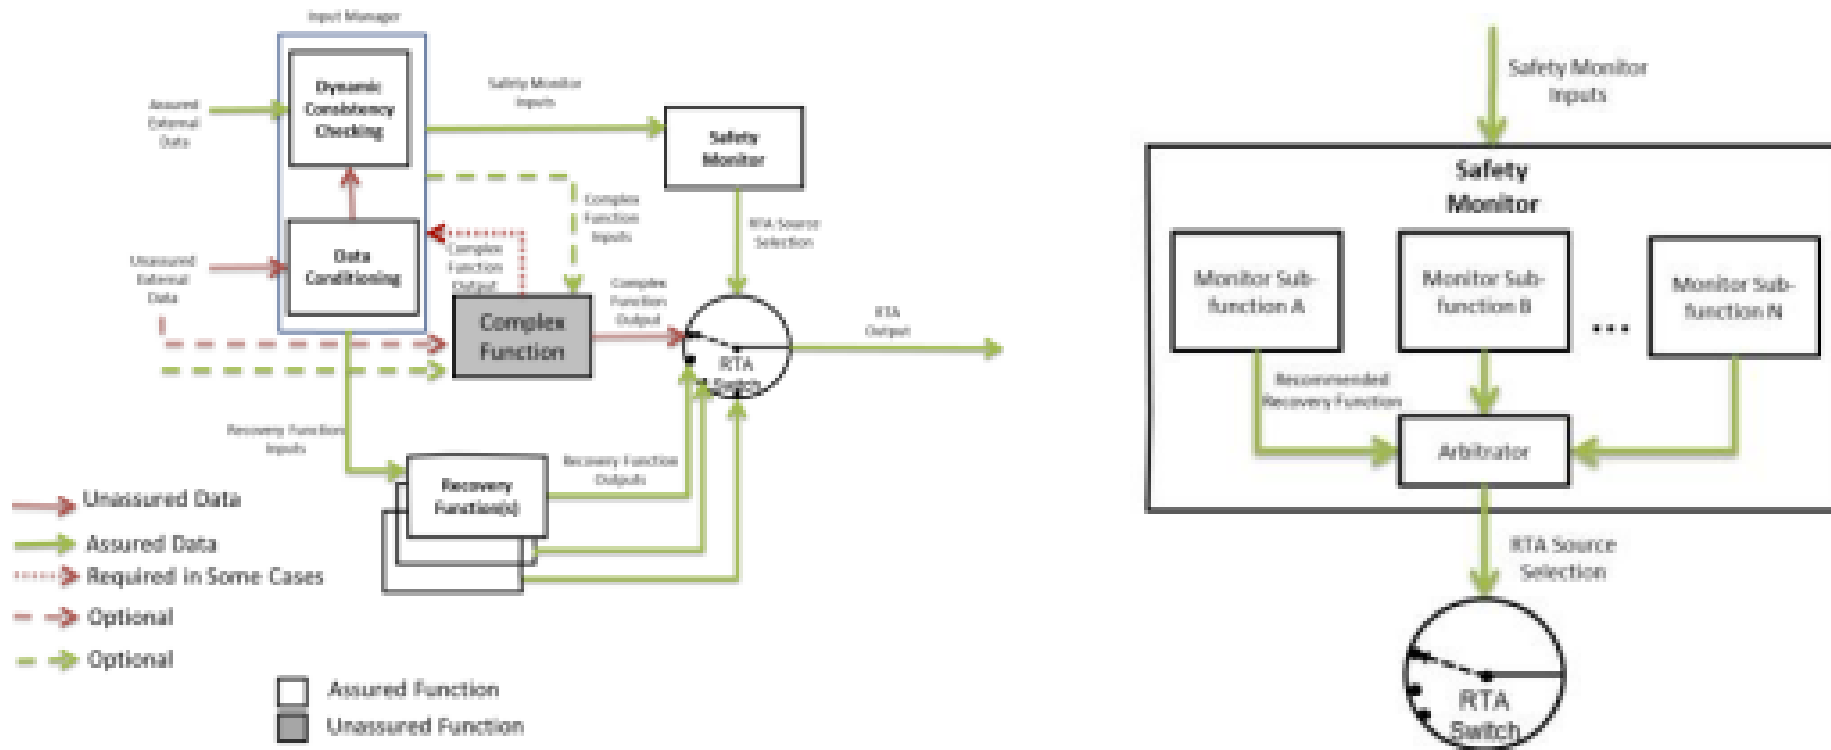 Input Manager
Dynamic
Consistency
Checking
Assured
External
Data
Safety Monitor
Inputs
Safety
Monitor
Complex
Function
Inputs
RTA Source
Selection
Data
Conditioning
Unassured
External
Data
Complex
Function
Output
Complex
Function
Complex
Function
Output
RTA
Switch
RTA
Output
Recovery Function
Inputs
Recovery
Function(s)
Recovery Function
Outputs
Unassured Data
Assured Data
Required in Some Cases
Optional
Optional
Assured Function
Unassured Function
Safety Monitor
Inputs
Safety
Monitor
Monitor Sub-
function A
Monitor Sub-
function B
...
Monitor Sub-
function N
Recommended
Recovery Function
Arbitrator
RTA Source
Selection
RTA
Switch